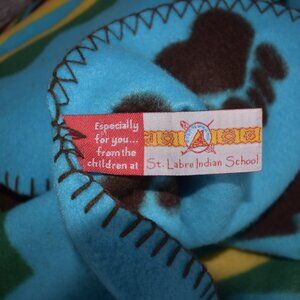 Especially
for you...
from the
children at
St. Labre Indian School